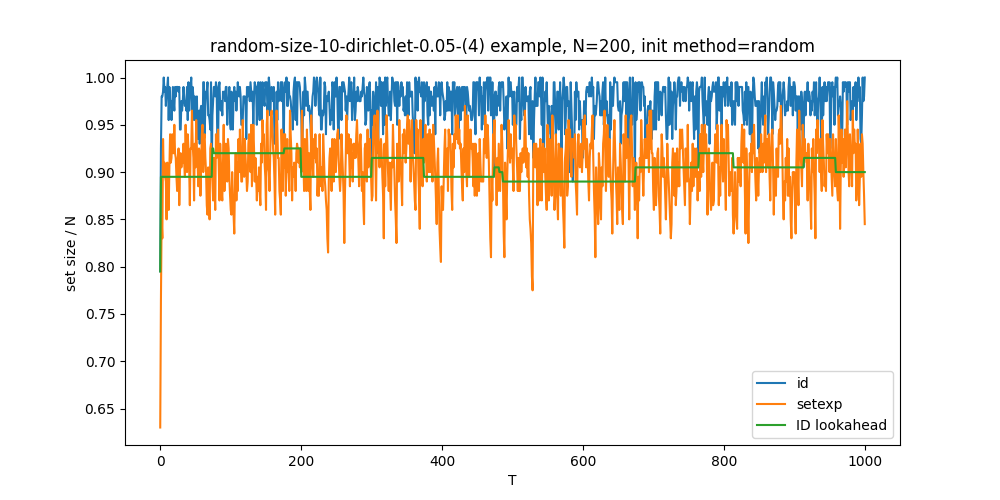 random-size-10-dirichlet-0.05-(4) example, N=200, init method=random
set size / N
1.00
0.95
0.90
0.85
0.80
0.75
0.70
0.65
id
setexp
ID lookahead
0 200 400 600 800 1000
T